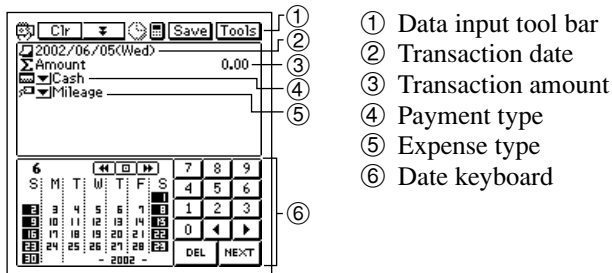 Clr Save Tools ①
2002/06/05(Wed) ②
ΣAmount 0.00 ③
Cash ④
Mileage ⑤
6 7 8 9
S M T W T F S 4 5 6
1
2 3 4 5 6 7 8 1 2 3
9 10 11 12 13 14 15 0
16 17 18 19 20 21 22
23 24 25 26 27 28 29 DEL NEXT
30 - 2002 -
⑥
① Data input tool bar
② Transaction date
③ Transaction amount
④ Payment type
⑤ Expense type
⑥ Date keyboard